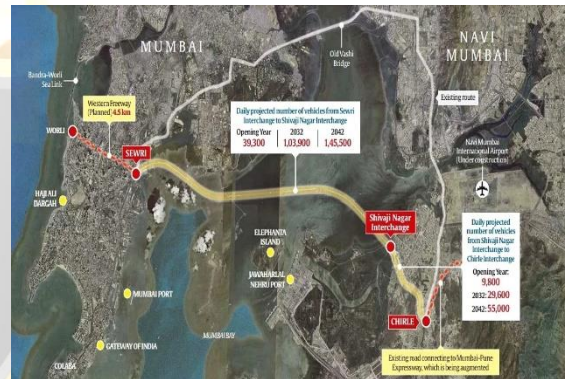 MUMBAI
NAVI
MUMBAI
Old Vashi
Bridge
Bandra-Worli
Sea Link
Western Freeway
(Planned) 4.5 km
Existing route
WORLI
SEWRI
Daily projected number of vehicles from Sewri
Interchange to Shivaji Nagar Interchange
Opening Year 2032 2042
39,300 1,03,900 1,45,500
Navi Mumbai
International Airport
(Under construction)
HAJI ALI
DARGAH
Shivaji Nagar
Interchange
Daily projected
number of vehicles
from Shivaji Nagar
Interchange to
Chirle Interchange
Opening Year:
9,800
2032: 29,600
2042: 55,000
ELEPHANTA
ISLAND
JAWAHARLAL
NEHRU PORT
MUMBAI PORT
CHIRLE
MUMBAI BAY
GATEWAY OF INDIA
Existing road connecting to Mumbai-Pune
Expressway, which is being augmented
COLABA